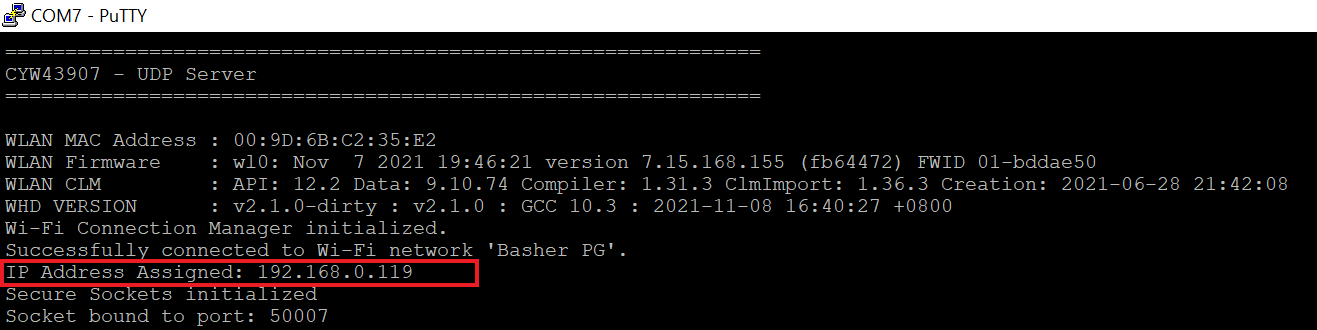 COM7 - PuTTY
===============================================================
CYW43907 - UDP Server
===============================================================
WLAN MAC Address : 00:9D:6B:C2:35:E2
WLAN Firmware    : wl0: Nov  7 2021 19:46:21 version 7.15.168.155 (fb64472) FWID 01-bddae50
WLAN CLM         : API: 12.2 Data: 9.10.74 Compiler: 1.31.3 ClmImport: 1.36.3 Creation: 2021-06-28 21:42:08
WHD VERSION      : v2.1.0-dirty : v2.1.0 : GCC 10.3 : 2021-11-08 16:40:27 +0800
Wi-Fi Connection Manager initialized.
Successfully connected to Wi-Fi network 'Basher PG'.
IP Address Assigned: 192.168.0.119
Secure Sockets initialized
Socket bound to port: 50007